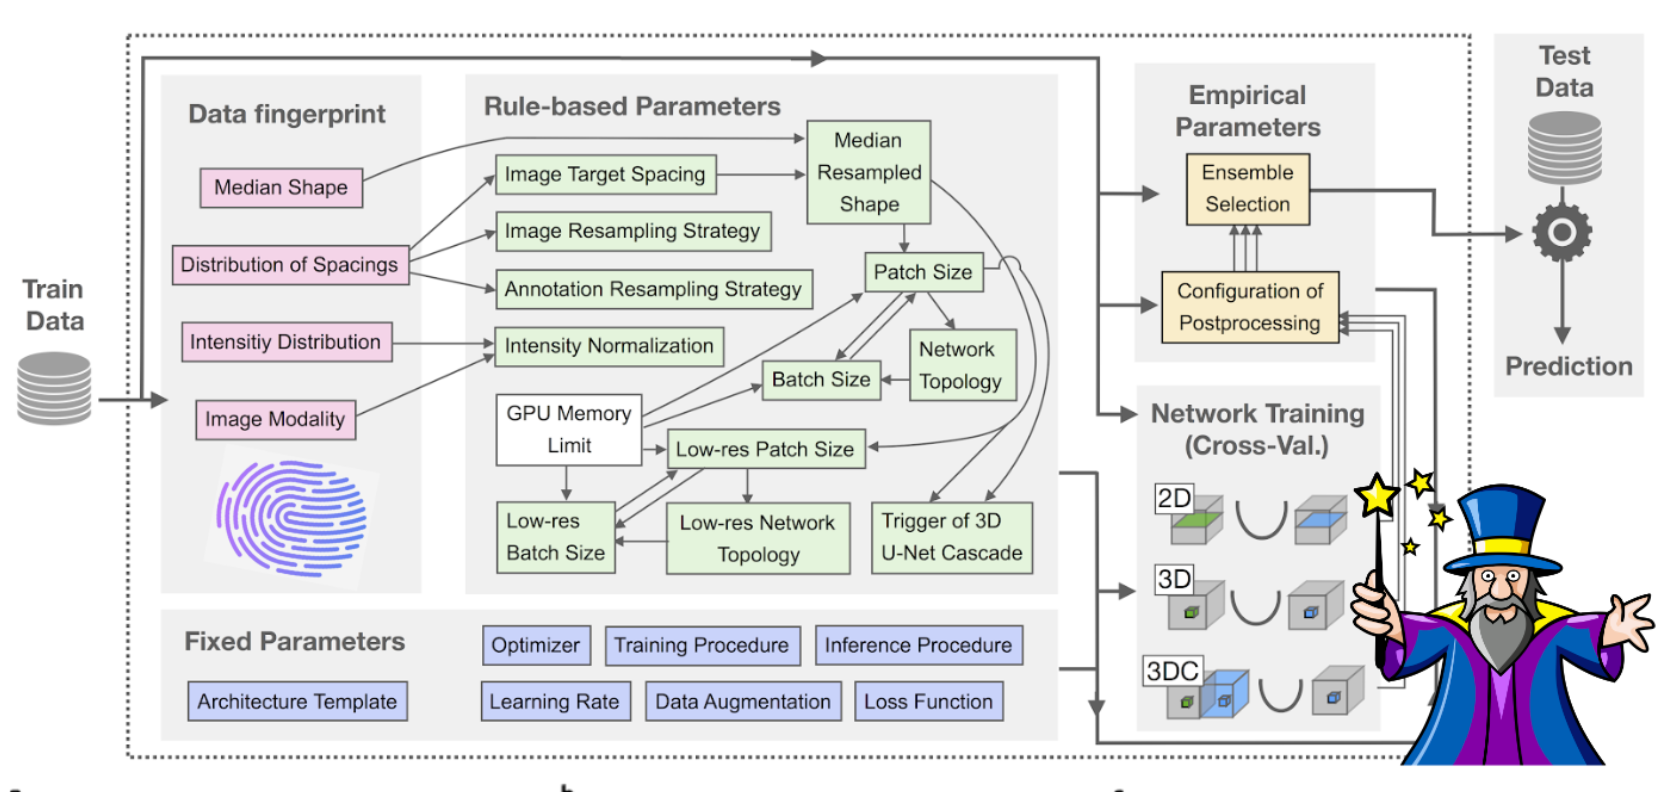 Train
Data
Data fingerprint
Median Shape
Distribution of Spacings
Intensitiy Distribution
Image Modality
Rule-based Parameters
Image Target Spacing
Image Resampling Strategy
Annotation Resampling Strategy
Intensity Normalization
Median
Resampled
Shape
Patch Size
Batch Size
Network
Topology
GPU Memory
Limit
Low-res Patch Size
Low-res
Batch Size
Low-res Network
Topology
Trigger of 3D
U-Net Cascade
Fixed Parameters
Optimizer
Training Procedure
Inference Procedure
Architecture Template
Learning Rate
Data Augmentation
Loss Function
Empirical
Parameters
Ensemble
Selection
Configuration of
Postprocessing
Network Training
(Cross-Val.)
2D
3D
3DC
Test
Data
Prediction